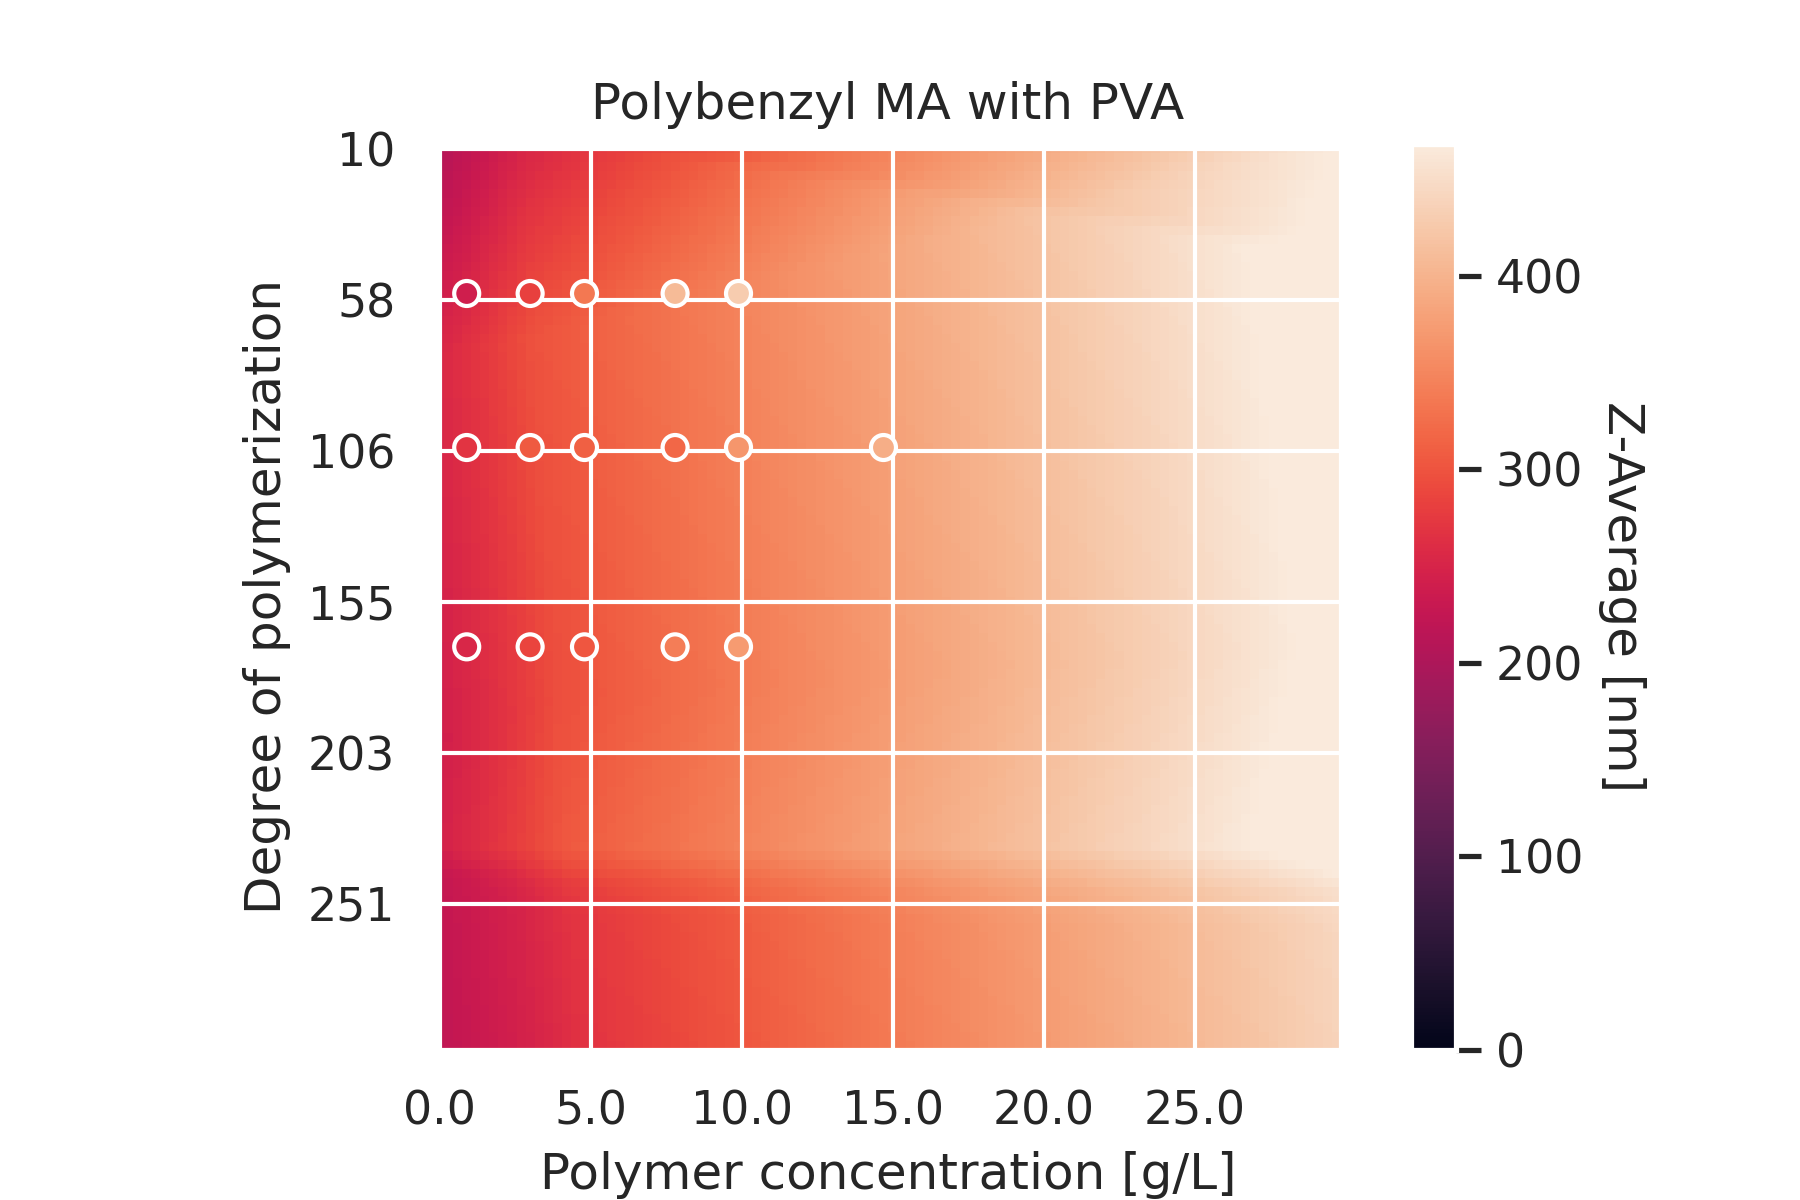 Polybenzyl MA with PVA
10
58
106
155
203
251
Degree of polymerization
0.0 5.0 10.0 15.0 20.0 25.0
Polymer concentration [g/L]
400
300
200
100
0
Z-Average [nm]